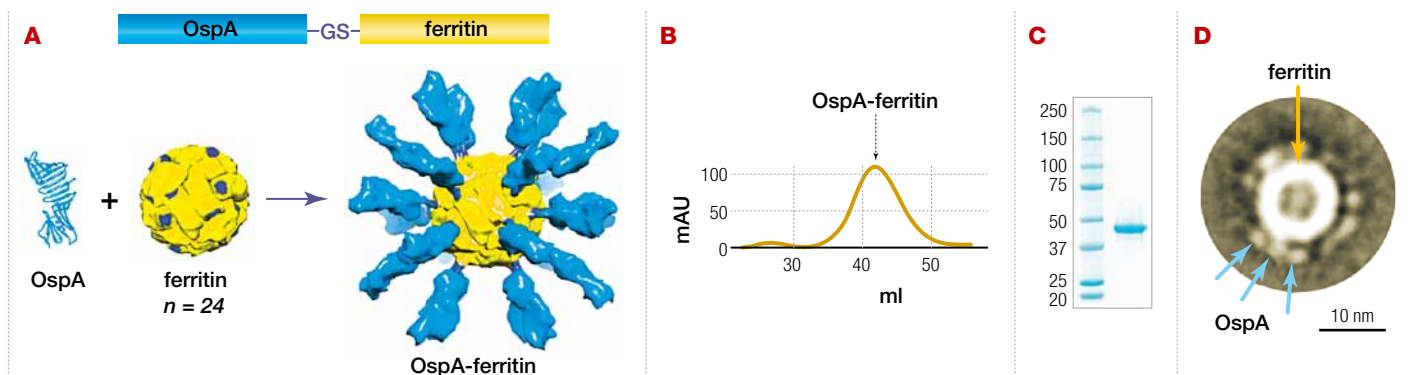 A
OspA
GS
ferritin
+
OspA
ferritin
n = 24
OspA-ferritin
B
OspA-ferritin
mAU
100
50
0
30 40 50
ml
C
250
150
100
75
50
37
25
20
D
ferritin
OspA
10 nm